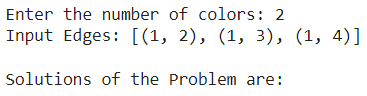 Enter the number of colors: 2
Input Edges: [(1, 2), (1, 3), (1, 4)]
Solutions of the Problem are: